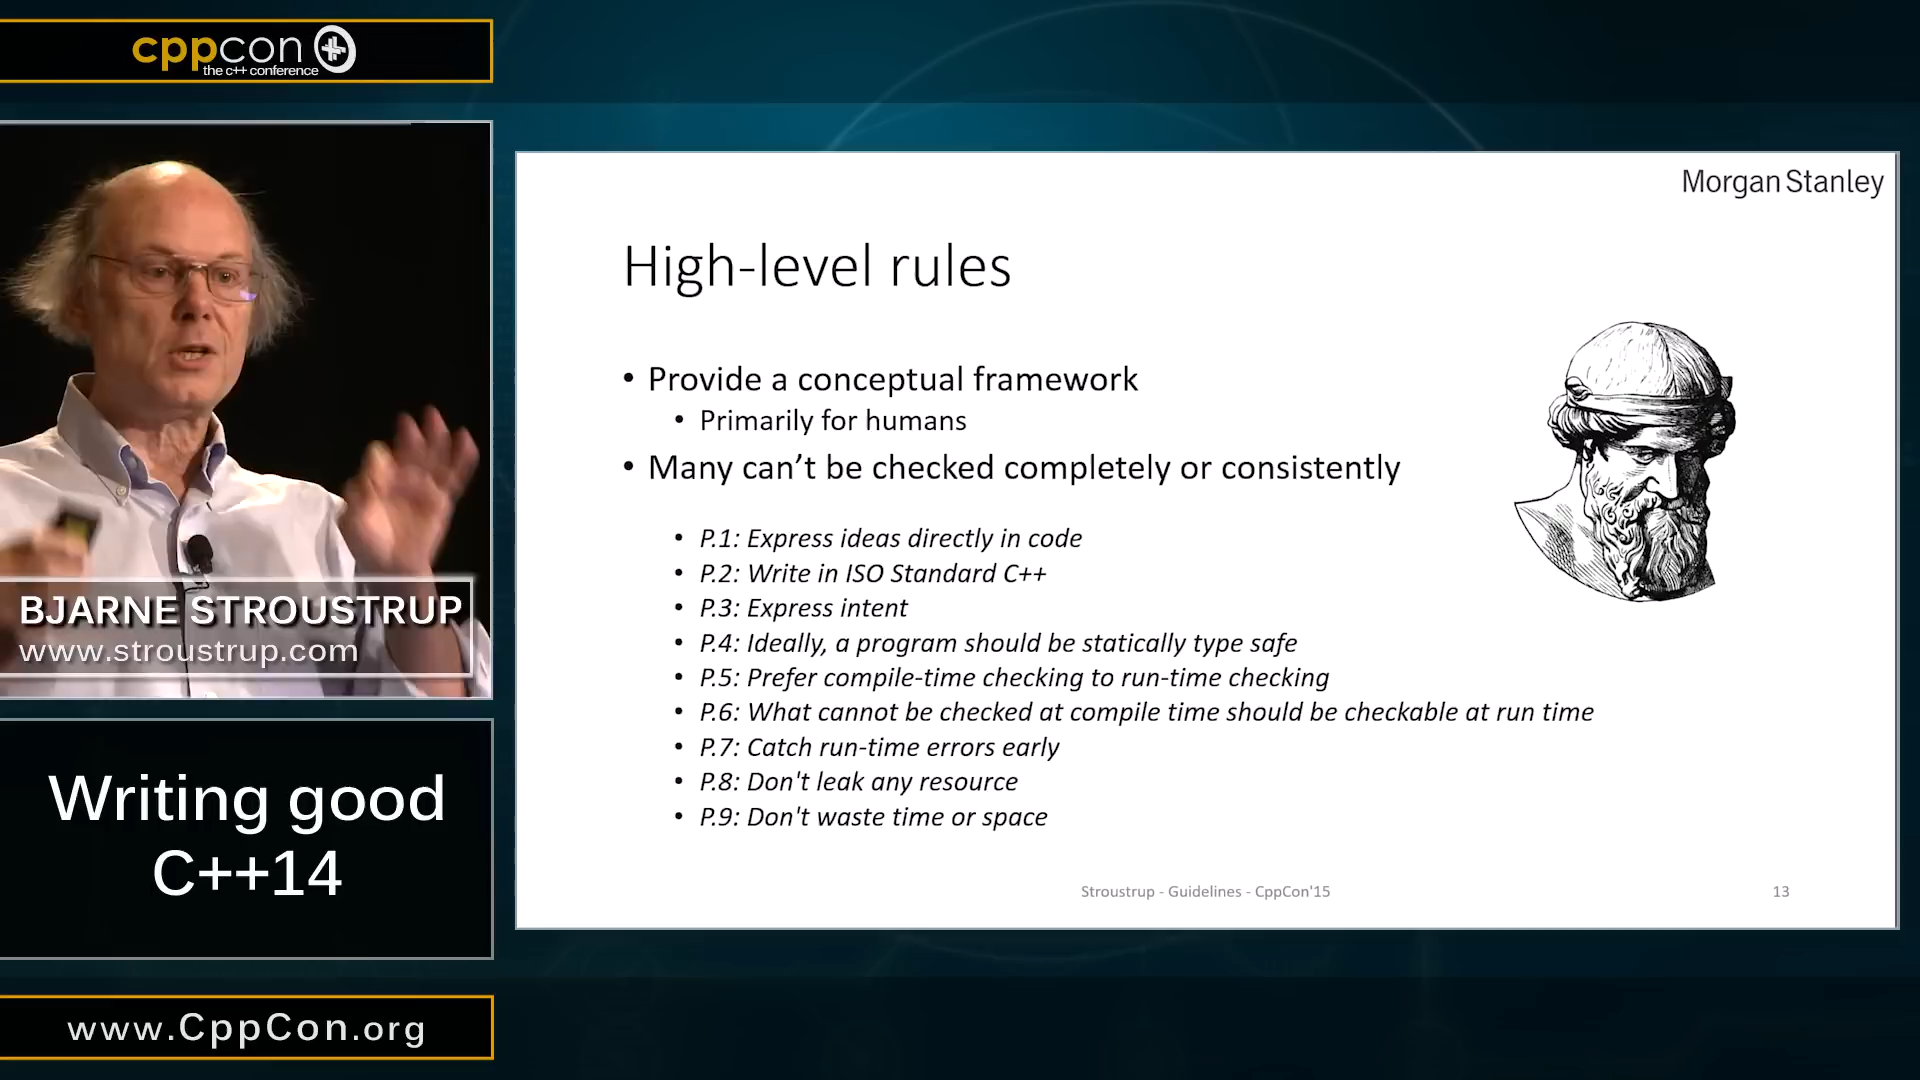 cppcon
the c++ conference
BJARNE STROUSTRUP
www.stroustrup.com
Writing good
C++14
www.CppCon.org
Morgan Stanley
High-level rules
• Provide a conceptual framework
• Primarily for humans
• Many can’t be checked completely or consistently
• P.1: Express ideas directly in code
• P.2: Write in ISO Standard C++
• P.3: Express intent
• P.4: Ideally, a program should be statically type safe
• P.5: Prefer compile-time checking to run-time checking
• P.6: What cannot be checked at compile time should be checkable at run time
• P.7: Catch run-time errors early
• P.8: Don't leak any resource
• P.9: Don't waste time or space
Stroustrup - Guidelines - CppCon'15
13